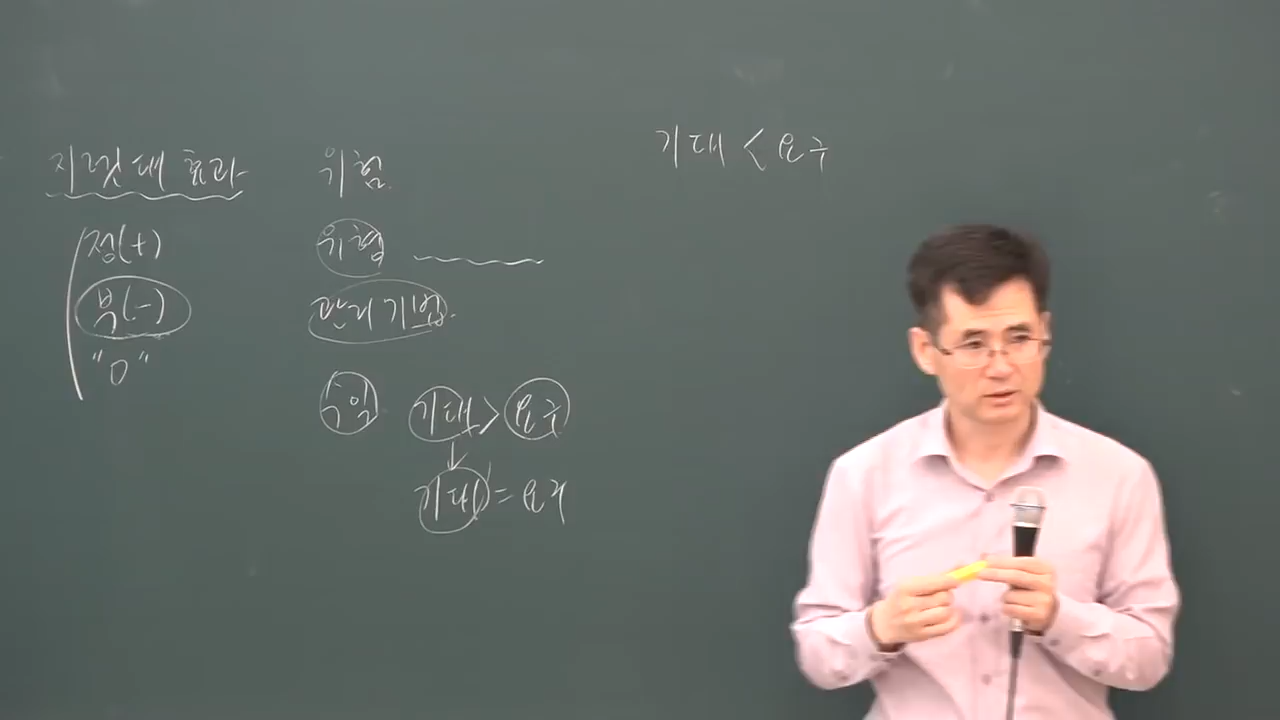 지렛대 효과
정(+)
부(-)
"0"
위험
위험
관리기법.
수익 기대 > 요구
↓
기대' = 요구
기대 < 요구